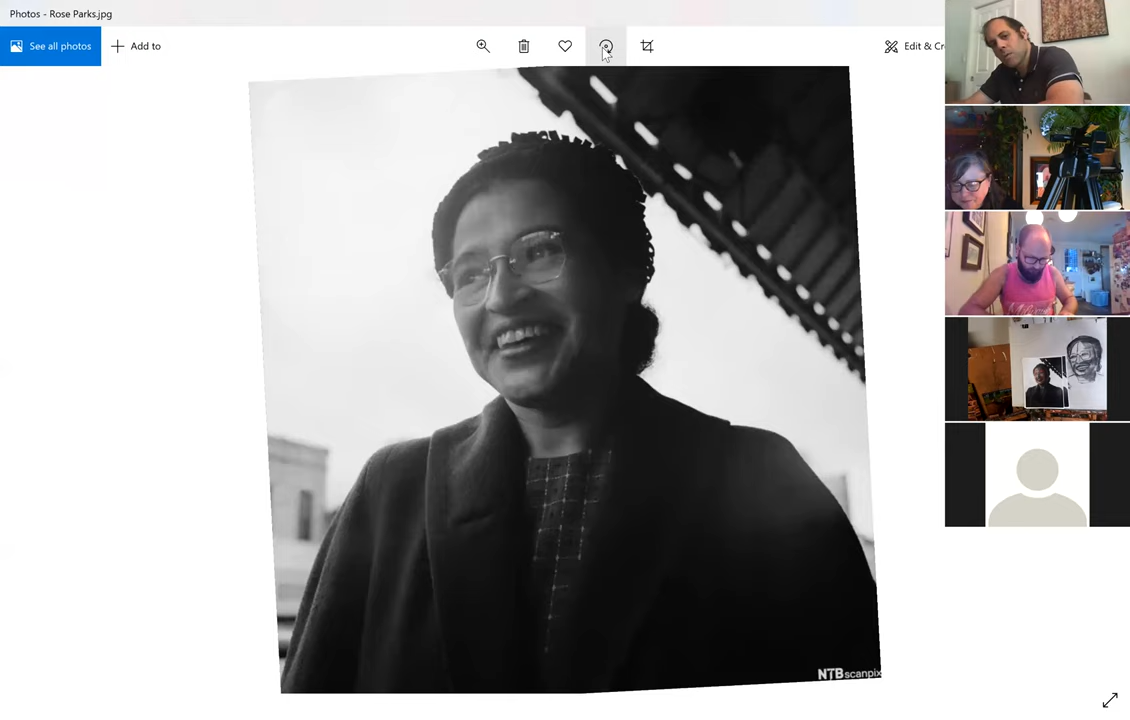 Photos - Rose Parks.jpg
See all photos
Add to
Edit & Cr
NTBscanpix